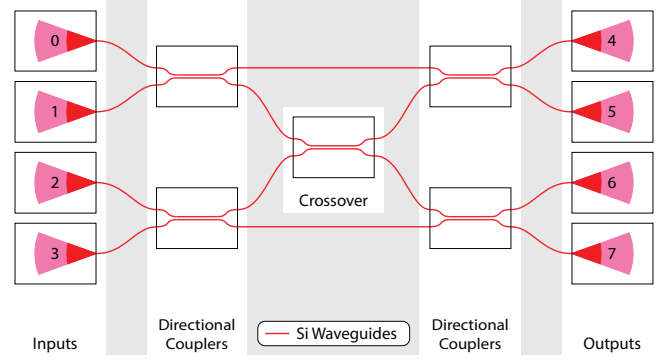 0
4
1
5
2
6
Crossover
3
7
Directional
Couplers
Directional
Couplers
Si Waveguides
Inputs
Outputs